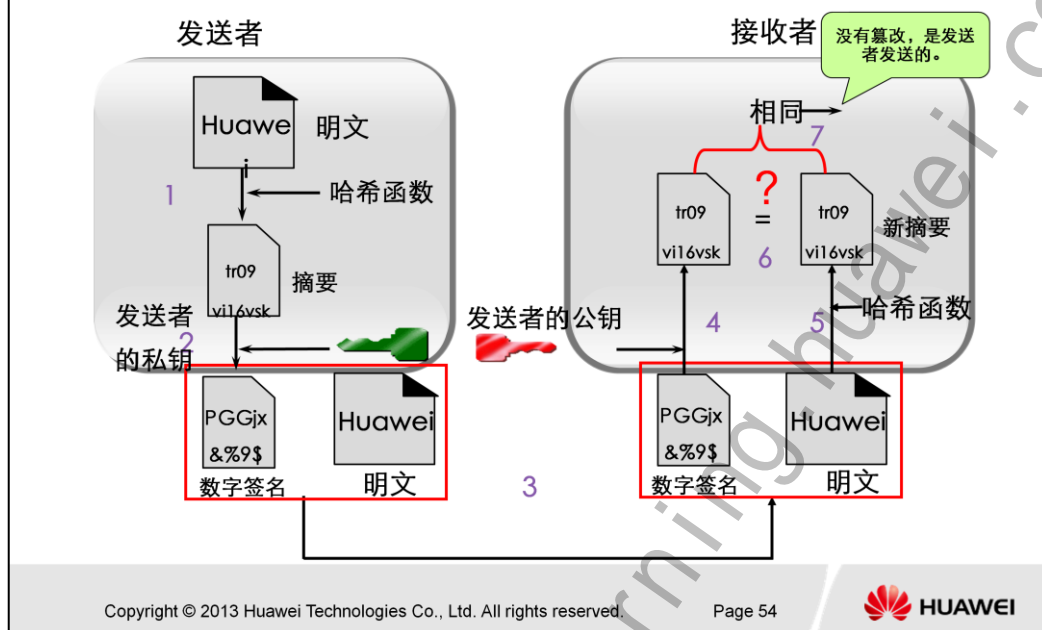 发送者
接收者
没有篡改，是发送
者发送的。
Huawe
i
明文
1
哈希函数
tr09
vi16vsk
摘要
发送者
的私钥
2
PGGjx
&%9$
数字签名
Huawei
明文
3
发送者的公钥
4
相同
7
tr09
vi16vsk
?
=
6
tr09
vi16vsk
新摘要
5
哈希函数
PGGjx
&%9$
数字签名
Huawei
明文
rning.huawei.c
Copyright © 2013 Huawei Technologies Co., Ltd. All rights reserved.
Page 54
HUAWEI